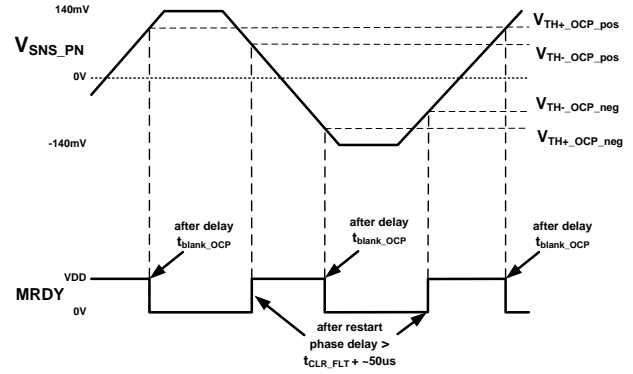 140mV
V_TH+_OCP_pos
V_SNS_PN
V_TH-_OCP_pos
0V
V_TH-_OCP_neg
V_TH+_OCP_neg
-140mV
after delay
t_blank_OCP
after delay
t_blank_OCP
after delay
t_blank_OCP
VDD
MRDY
0V
after restart
phase delay >
t_CLR_FLT + ~50us